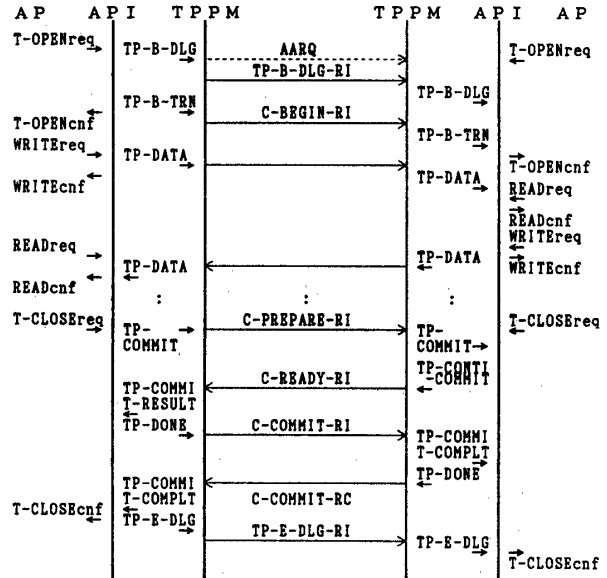 AP API TPPM TPPM API AP
T-OPENreq TP-B-DLG AARQ T-OPENreq
TP-B-DLG-RI
TP-B-DLG
TP-B-TRN C-BEGIN-RI
T-OPENcnf TP-B-TRN
WRITEreq TP-DATA
T-OPENcnf
WRITEcnf TP-DATA READreq
READcnf
WRITEreq
READreq TP-DATA TP-DATA
WRITEcnf
READcnf
: : :
T-CLOSEreq TP-COMMIT C-PREPARE-RI TP-COMMIT T-CLOSEreq
TP-CONTI
-COMMIT
TP-COMMI C-READY-RI
T-RESULT
TP-DONE C-COMMIT-RI TP-COMMI
T-COMPLT
TP-DONE
TP-COMMI
T-COMPLT C-COMMIT-RC
T-CLOSEcnf TP-E-DLG
TP-E-DLG-RI TP-E-DLG
T-CLOSEcnf